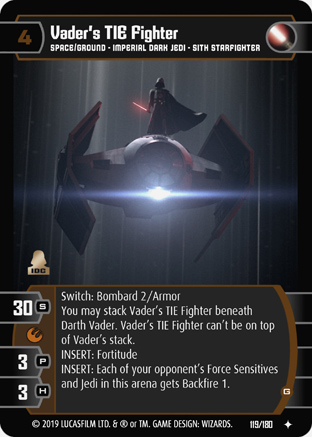 4
Vader's TIE Fighter
SPACE/GROUND • IMPERIAL DARK JEDI • SITH STARFIGHTER
IDC
Switch: Bombard 2/Armor
30 S
You may stack Vader's TIE Fighter beneath
Darth Vader. Vader's TIE Fighter can't be on top
of Vader's stack.
3 P
INSERT: Fortitude
INSERT: Each of your opponent's Force Sensitives
3 H
and Jedi in this arena gets Backfire 1.
G
© 2019 LUCASFILM LTD. & ® or TM. GAME DESIGN: WIZARDS. 119/180